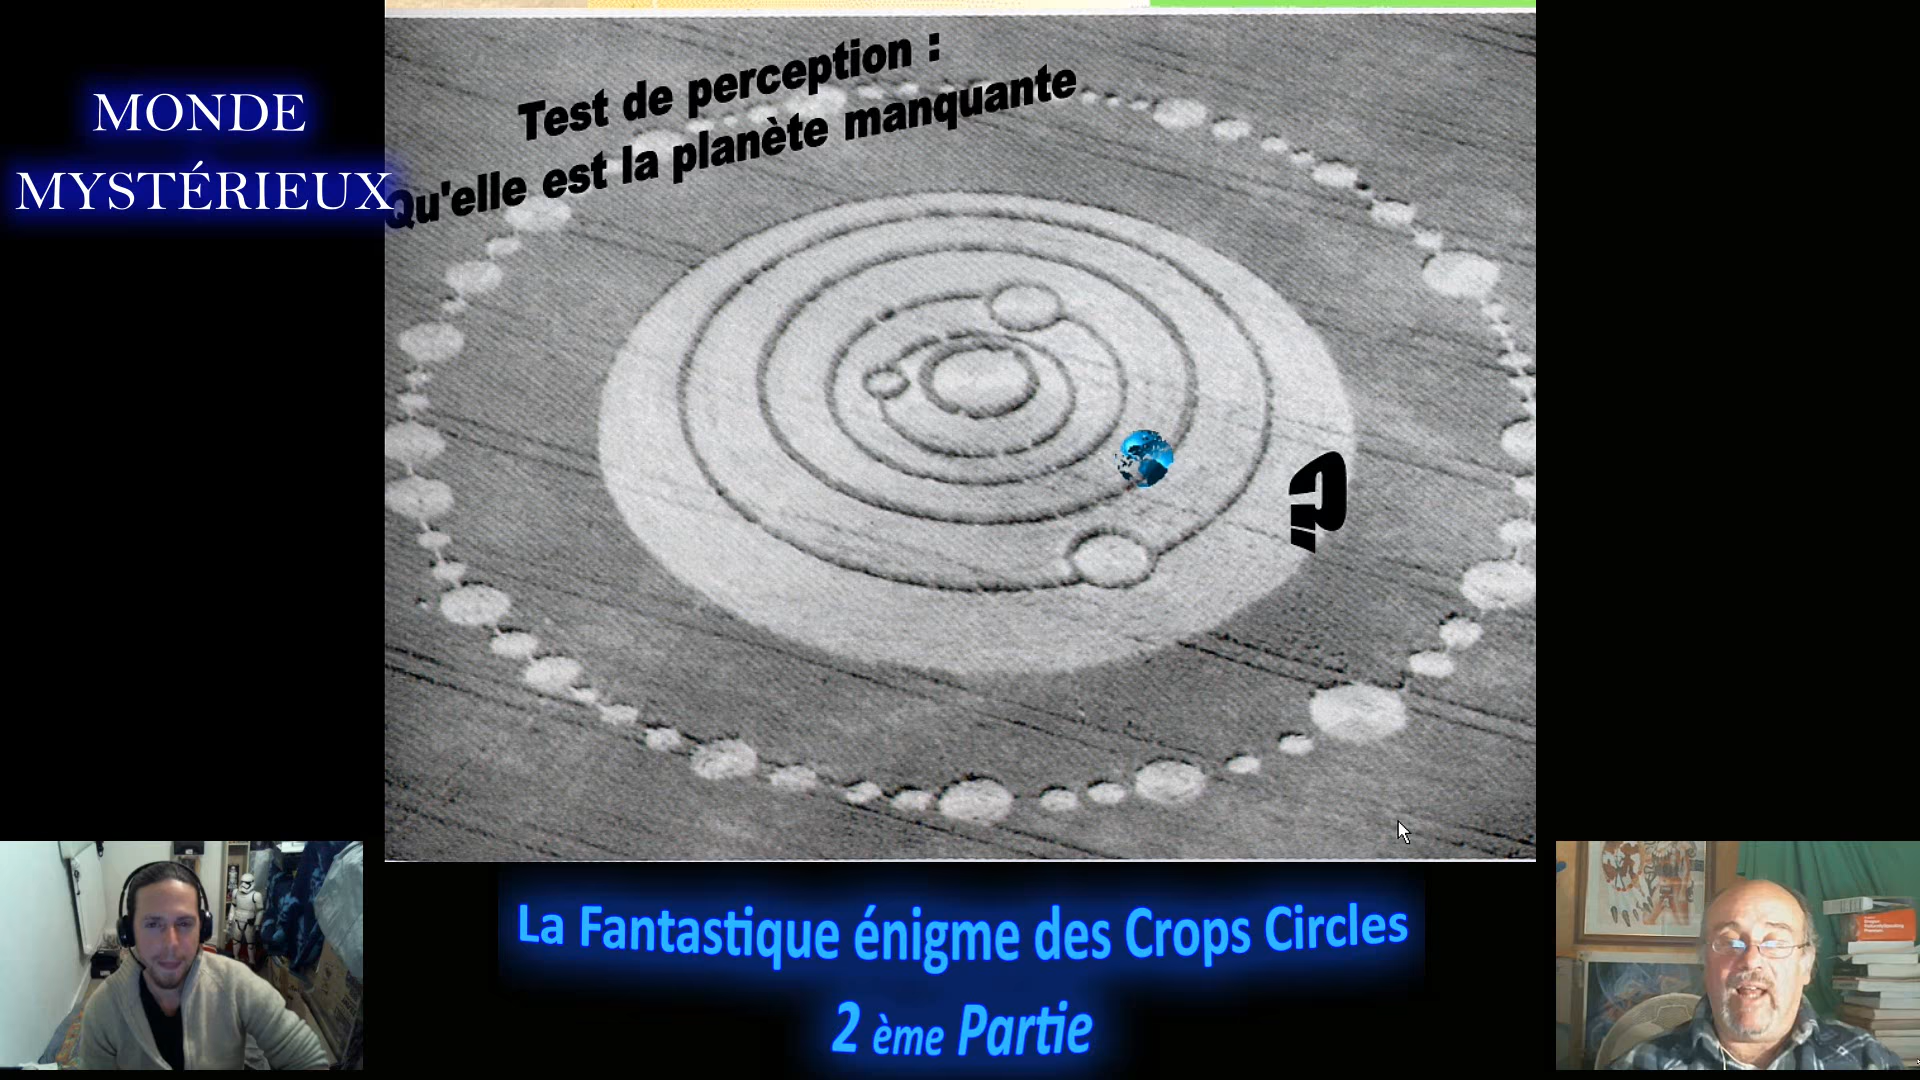 MONDE
MYSTÉRIEUX
Test de perception :
Qu'elle est la planète manquante
?
La Fantastique énigme des Crops Circles
2 ème Partie